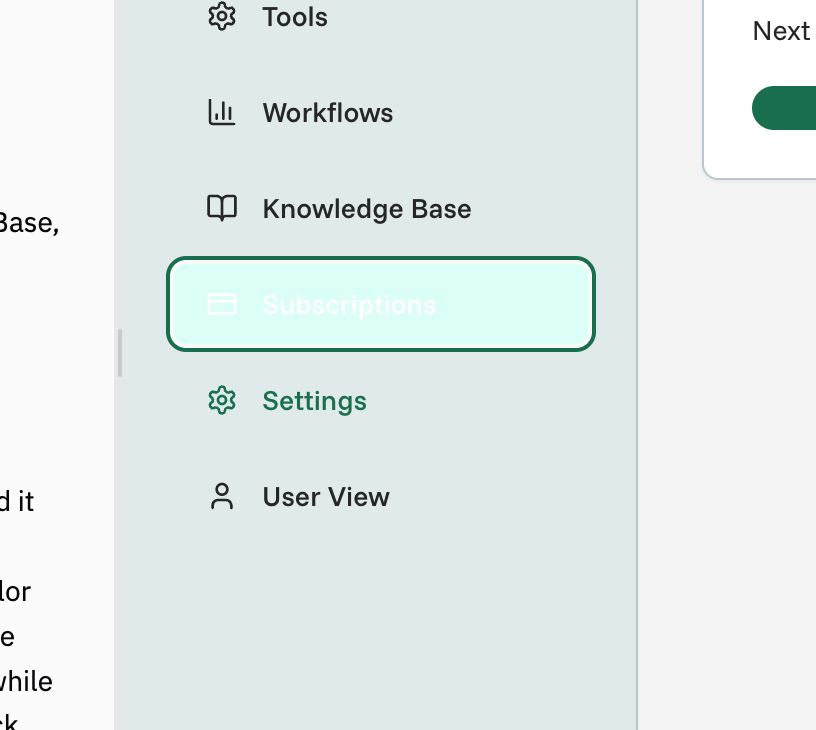 Tools
Next
Workflows
Base,
Knowledge Base
Subscriptions
Settings
User View
d it
lor
e
while
ck